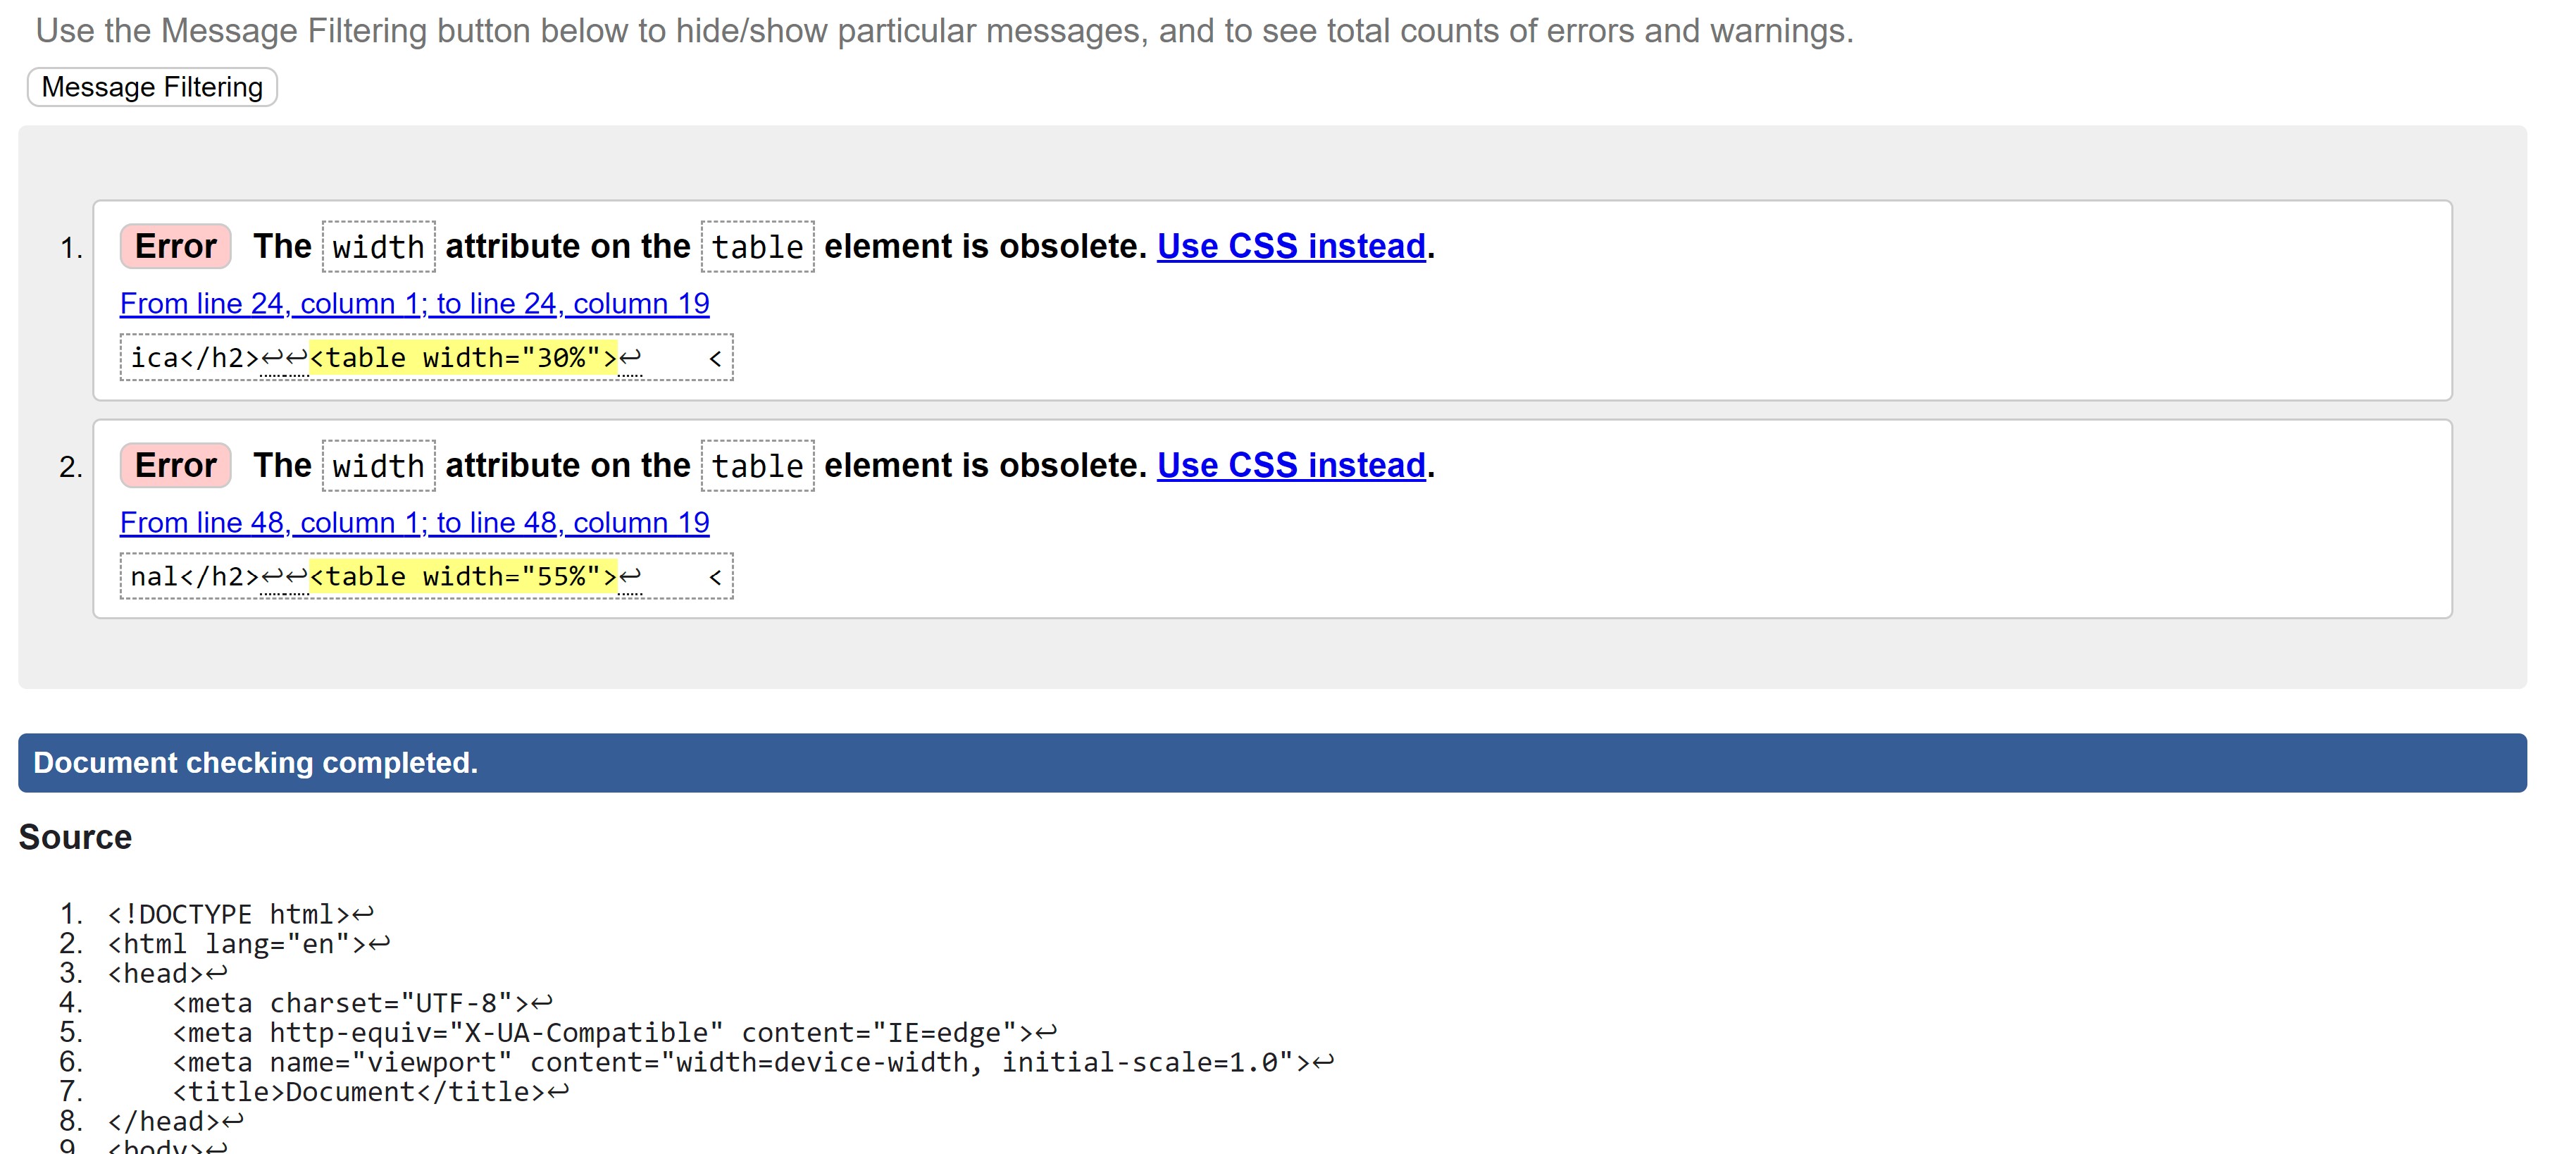 Use the Message Filtering button below to hide/show particular messages, and to see total counts of errors and warnings.
Message Filtering
1. Error The width attribute on the table element is obsolete. Use CSS instead.
From line 24, column 1; to line 24, column 19
ica</h2>↩↩<table width="30%">↩    <
2. Error The width attribute on the table element is obsolete. Use CSS instead.
From line 48, column 1; to line 48, column 19
nal</h2>↩↩<table width="55%">↩    <
Document checking completed.
Source
1. <!DOCTYPE html>↩
2. <html lang="en">↩
3. <head>↩
4.     <meta charset="UTF-8">↩
5.     <meta http-equiv="X-UA-Compatible" content="IE=edge">↩
6.     <meta name="viewport" content="width=device-width, initial-scale=1.0">↩
7.     <title>Document</title>↩
8. </head>↩
9. <body>↩